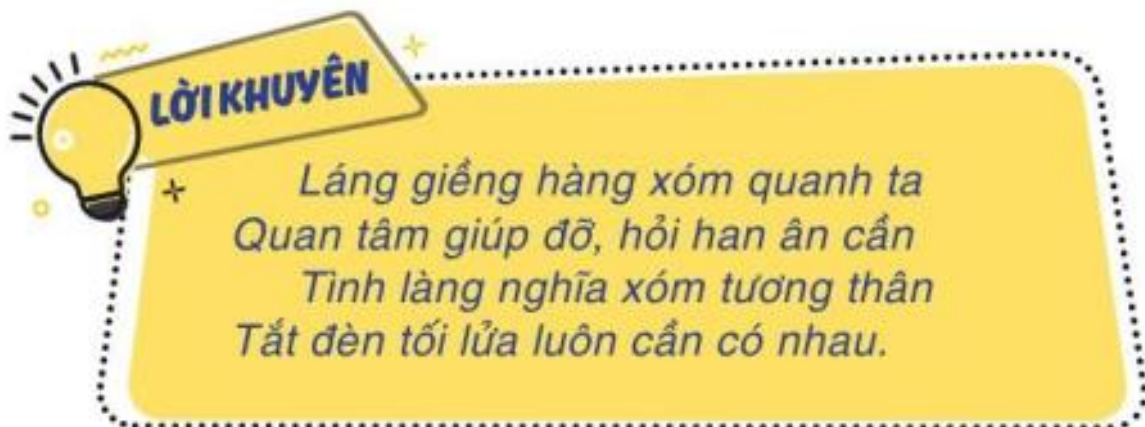 LỜI KHUYÊN
Láng giềng hàng xóm quanh ta
Quan tâm giúp đỡ, hỏi han ân cần
Tình làng nghĩa xóm tương thân
Tắt đèn tối lửa luôn cần có nhau.